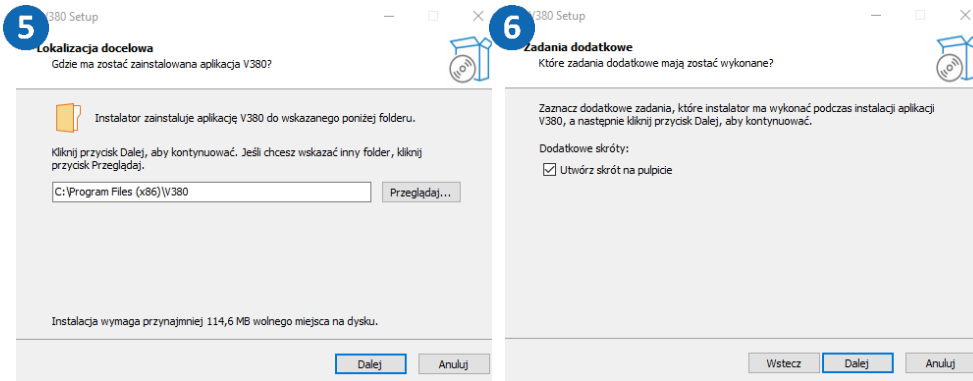 5
V380 Setup
Lokalizacja docelowa
Gdzie ma zostać zainstalowana aplikacja V380?
Instalator zainstaluje aplikację V380 do wskazanego poniżej folderu.
Kliknij przycisk Dalej, aby kontynuować. Jeśli chcesz wskazać inny folder, kliknij
przycisk Przeglądaj.
C:\Program Files (x86)\V380
Przeglądaj...
Instalacja wymaga przynajmniej 114,6 MB wolnego miejsca na dysku.
Dalej
Anuluj
6
V380 Setup
Zadania dodatkowe
Które zadania dodatkowe mają zostać wykonane?
Zaznacz dodatkowe zadania, które instalator ma wykonać podczas instalacji aplikacji
V380, a następnie kliknij przycisk Dalej, aby kontynuować.
Dodatkowe skróty:
Utwórz skrót na pulpicie
Wstecz
Dalej
Anuluj